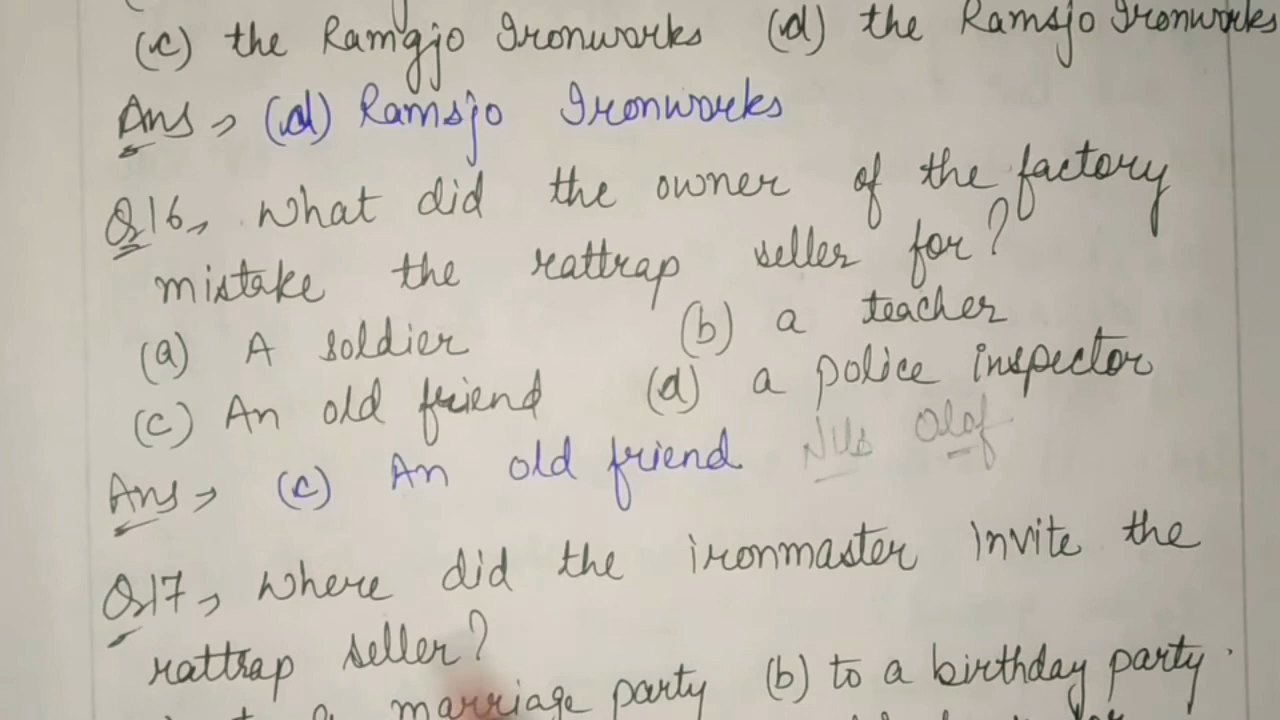 (c) the Ramgjo Ironworks (d) the Ramsjo Ironworks
Ans → (d) Ramsjo Ironworks
Q16, What did the owner of the factory
mistake the rattrap seller for?
(a) A soldier (b) a teacher
(c) An old friend (d) a police inspector
Ans → (c) An old friend Nils Olof
Q17, Where did the ironmaster invite the
rattrap seller?
marriage party (b) to a birthday party